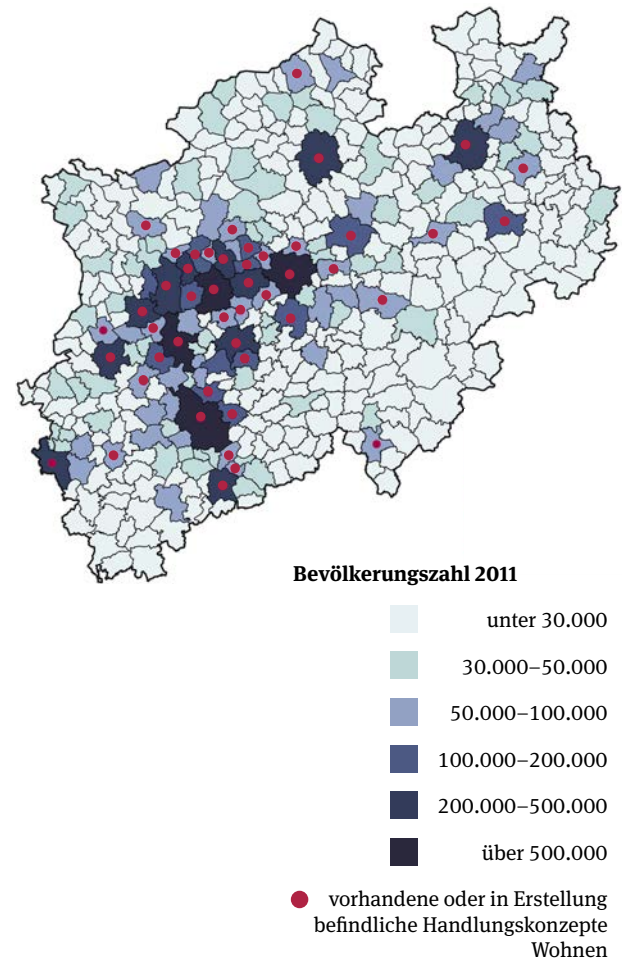 Bevölkerungszahl 2011
unter 30.000
30.000–50.000
50.000–100.000
100.000–200.000
200.000–500.000
über 500.000
vorhandene oder in Erstellung
befindliche Handlungskonzepte
Wohnen